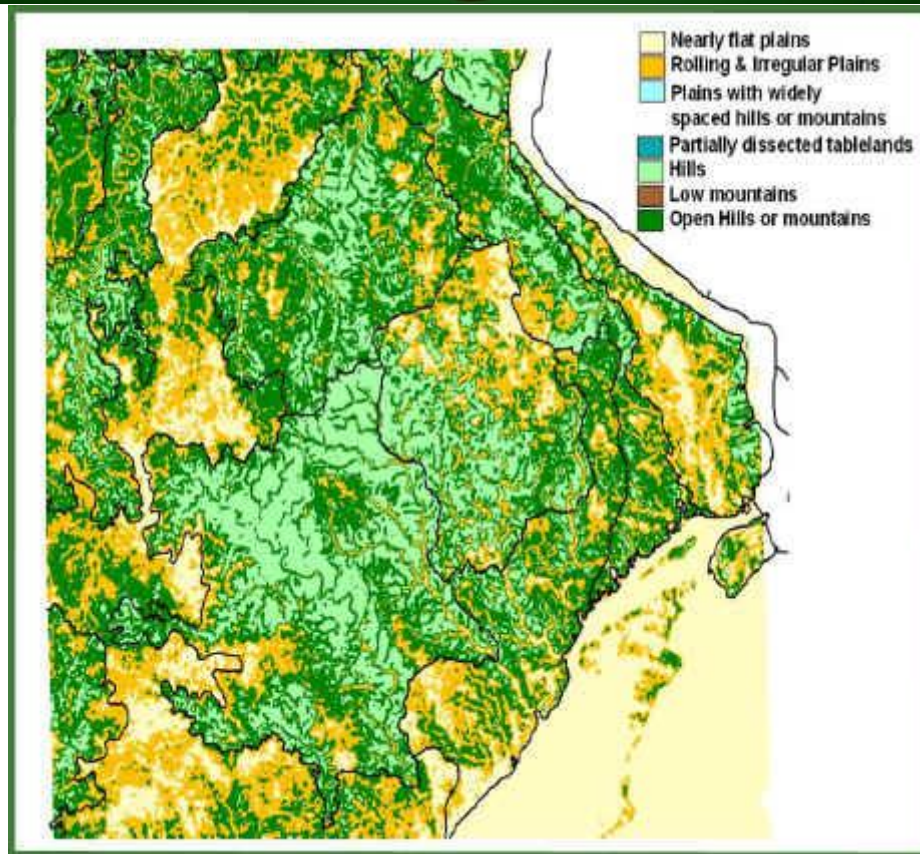 Nearly flat plains
Rolling & Irregular Plains
Plains with widely
spaced hills or mountains
Partially dissected tablelands
Hills
Low mountains
Open Hills or mountains